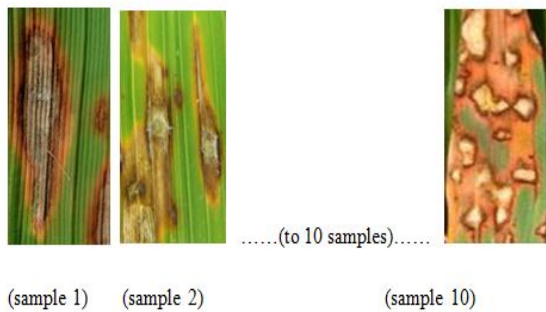 ......(to 10 samples)......
(sample 1) (sample 2) (sample 10)